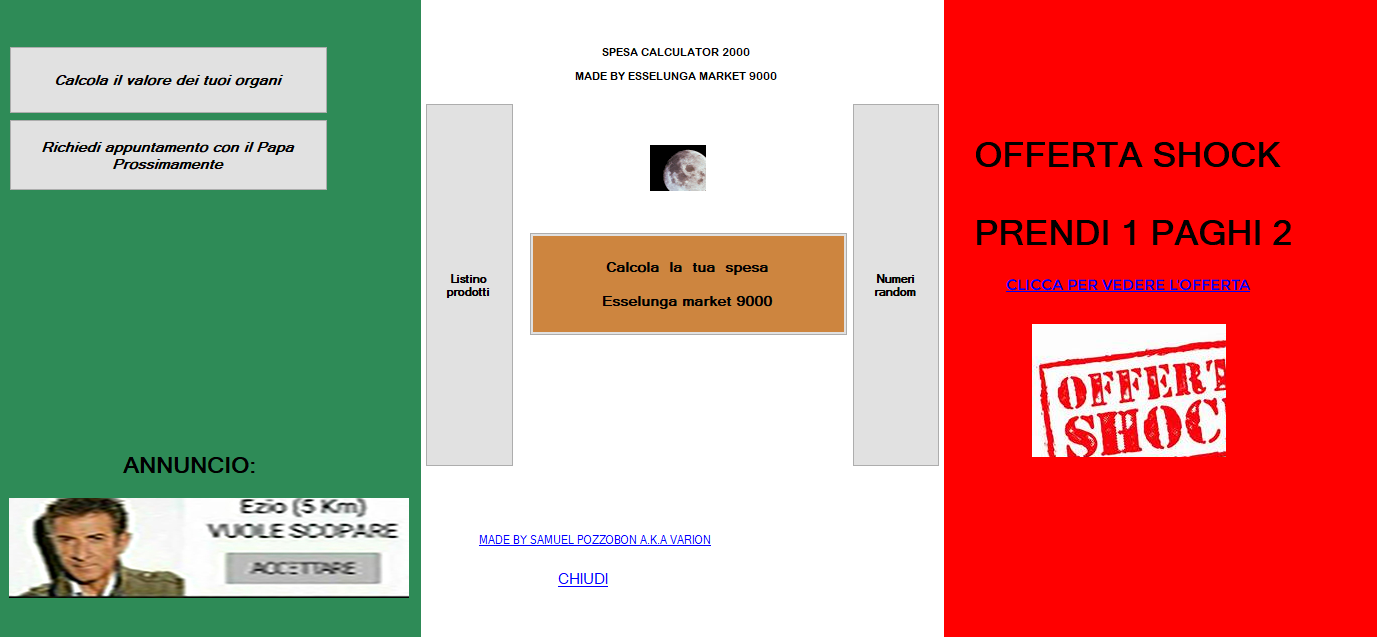 Calcola il valore dei tuoi organi
Richiedi appuntamento con il Papa
Prossimamente
ANNUNCIO:
Ezio (5 Km)
VUOLE SCOPARE
ACCETTARE
SPESA CALCULATOR 2000
MADE BY ESSELUNGA MARKET 9000
Listino
prodotti
Calcola la tua spesa
Esselunga market 9000
Numeri
random
MADE BY SAMUEL POZZOBON A.K.A VARION
CHIUDI
OFFERTA SHOCK
PRENDI 1 PAGHI 2
CLICCA PER VEDERE L'OFFERTA
OFFERT
SHOC